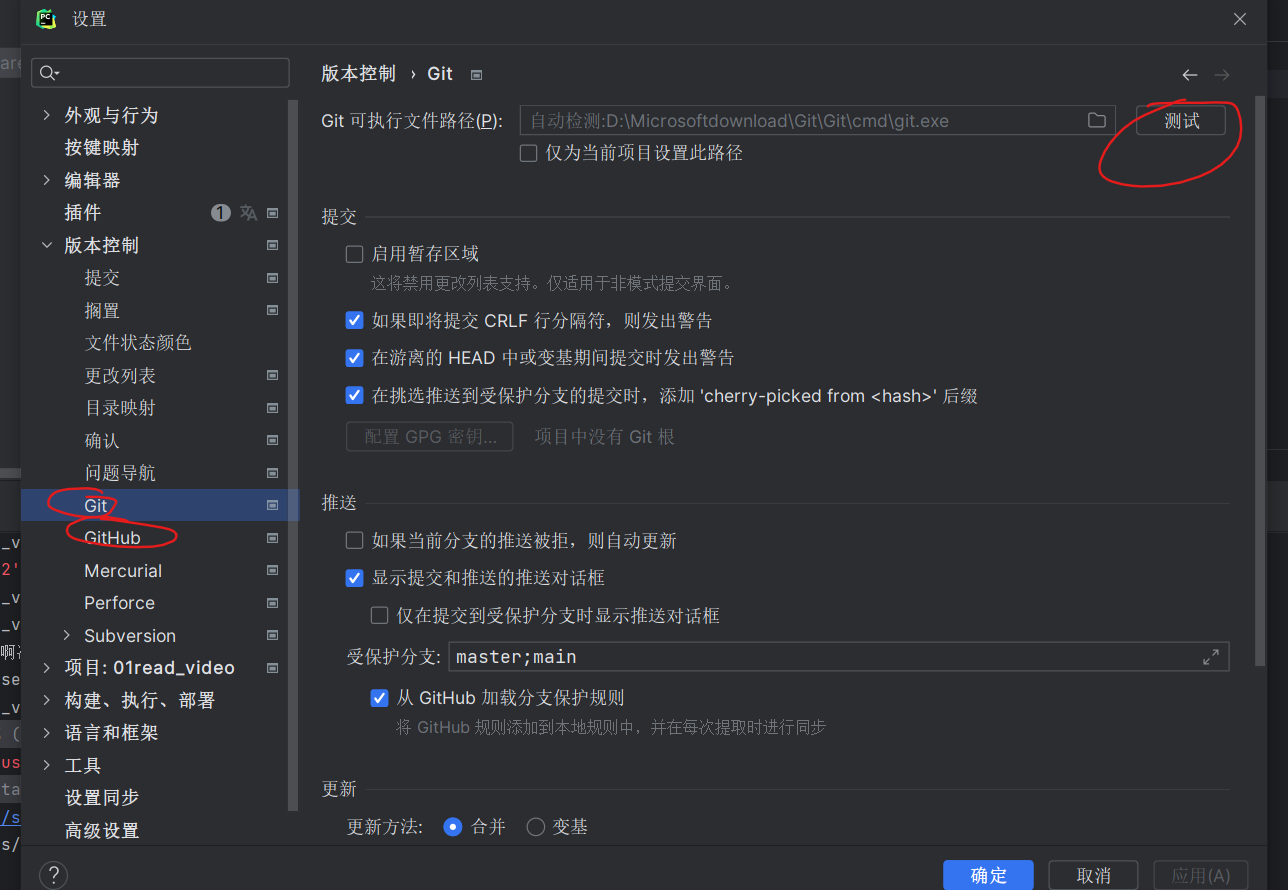 PC
设置
版本控制 › Git
Git 可执行文件路径(P): 自动检测:D:\Microsoftdownload\Git\Git\cmd\git.exe 测试
仅为当前项目设置此路径
外观与行为
按键映射
编辑器
插件 1
版本控制
提交
搁置
文件状态颜色
更改列表
目录映射
确认
问题导航
Git
GitHub
Mercurial
Perforce
Subversion
项目: 01read_video
构建、执行、部署
语言和框架
工具
设置同步
高级设置
提交
启用暂存区域
这将禁用更改列表支持。仅适用于非模式提交界面。
如果即将提交 CRLF 行分隔符，则发出警告
在游离的 HEAD 中或变基期间提交时发出警告
在挑选推送到受保护分支的提交时，添加 'cherry-picked from <hash>' 后缀
配置 GPG 密钥... 项目中没有 Git 根
推送
如果当前分支的推送被拒，则自动更新
显示提交和推送的推送对话框
仅在提交到受保护分支时显示推送对话框
受保护分支: master;main
从 GitHub 加载分支保护规则
将 GitHub 规则添加到本地规则中，并在每次提取时进行同步
更新
更新方法: 合并 变基
? 确定 取消 应用(A)
are
_v
2'
_v
_v
se
_v
(
us
ta
/s
s/